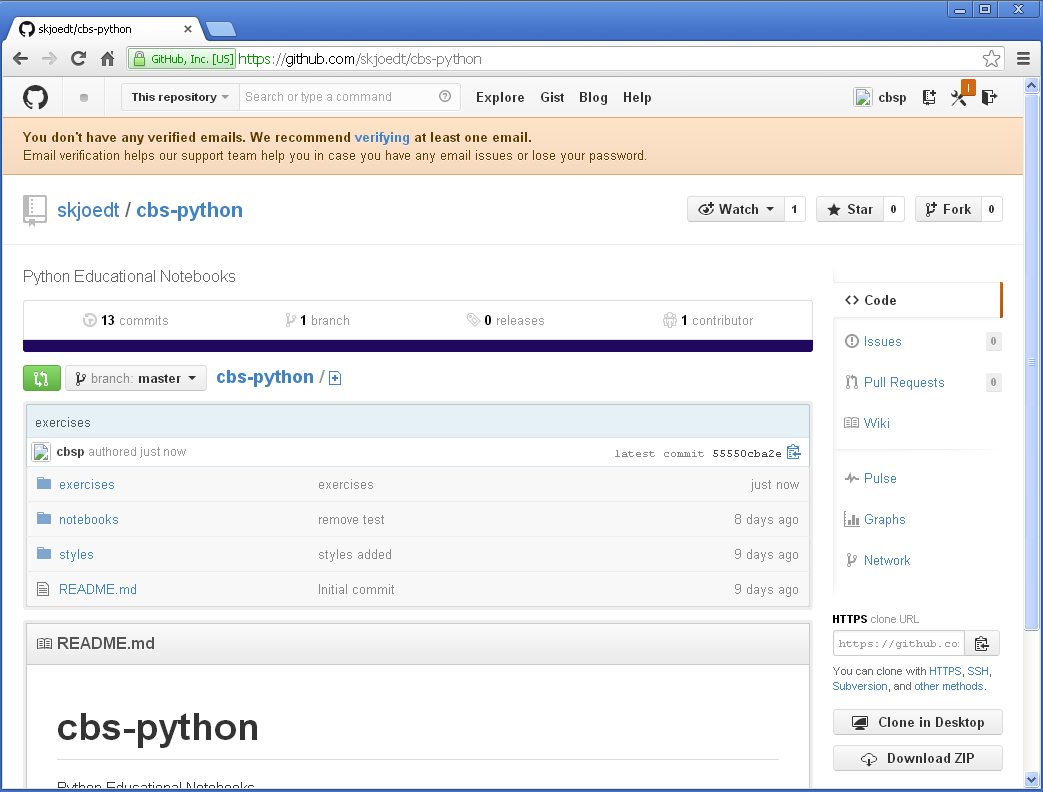 skjoedt/cbs-python
GitHub, Inc. [US] https://github.com/skjoedt/cbs-python
This repository Search or type a command Explore Gist Blog Help cbsp
You don't have any verified emails. We recommend verifying at least one email.
Email verification helps our support team help you in case you have any email issues or lose your password.
skjoedt / cbs-python Watch 1 Star 0 Fork 0
Python Educational Notebooks
13 commits 1 branch 0 releases 1 contributor
branch: master cbs-python /
exercises
cbsp authored just now latest commit 55550cba2e
exercises exercises just now
notebooks remove test 8 days ago
styles styles added 9 days ago
README.md Initial commit 9 days ago
README.md
cbs-python
Python Educational Notebooks
Code
Issues 0
Pull Requests 0
Wiki
Pulse
Graphs
Network
HTTPS clone URL
https://github.co
You can clone with HTTPS, SSH,
Subversion, and other methods.
Clone in Desktop
Download ZIP